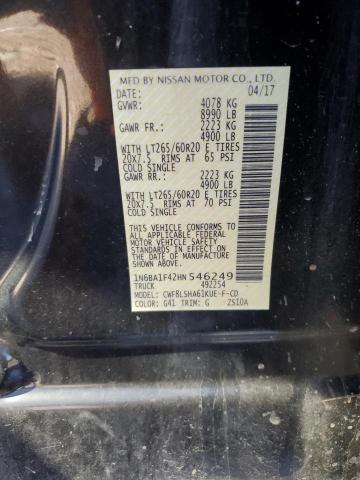 MFD BY NISSAN MOTOR CO., LTD.
DATE: 04/17
GVWR: 4078 KG
8990 LB
GAWR FR.: 2223 KG
4900 LB
WITH LT265/60R20 E TIRES
20X7.5 RIMS AT 65 PSI
COLD SINGLE
GAWR RR.: 2223 KG
4900 LB
WITH LT265/60R20 E TIRES
20X7.5 RIMS AT 70 PSI
COLD SINGLE
THIS VEHICLE CONFORMS TO
ALL APPLICABLE FEDERAL
MOTOR VEHICLE SAFETY
STANDARDS IN EFFECT ON
THE DATE OF MANUFACTURE
SHOWN ABOVE.
1N6BA1F42HN546249
TRUCK 492254
MODEL: CWF8LSHA61KUE-F-CD
COLOR: G41 TRIM: G ZSIOA